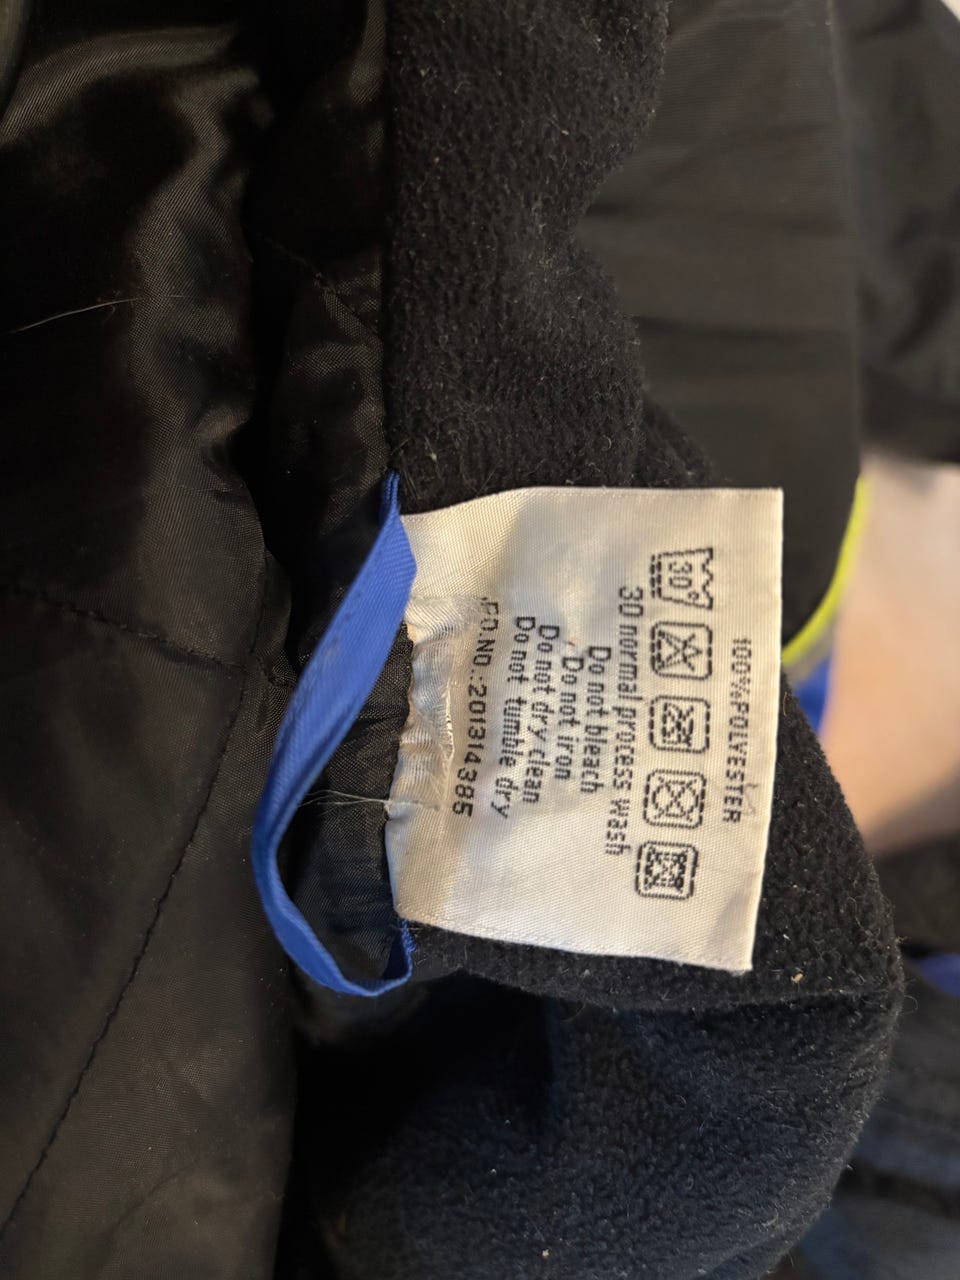 100%POLYESTER
30°
30 normal process wash
Do not bleach
Do not iron
Do not dry clean
Do not tumble dry
P.O.NO.:201314385